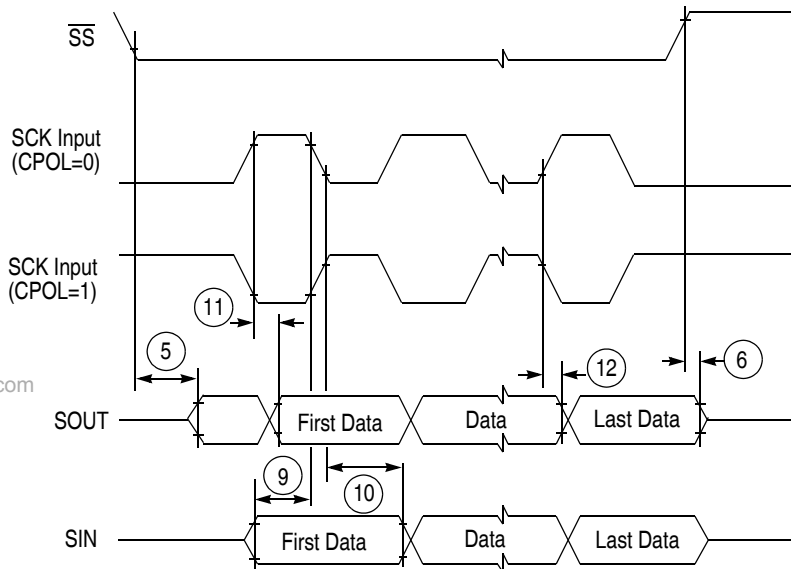 SS
SCK Input
(CPOL=0)
SCK Input
(CPOL=1)
11
5
12
6
com
SOUT
First Data
Data
Last Data
9
10
SIN
First Data
Data
Last Data